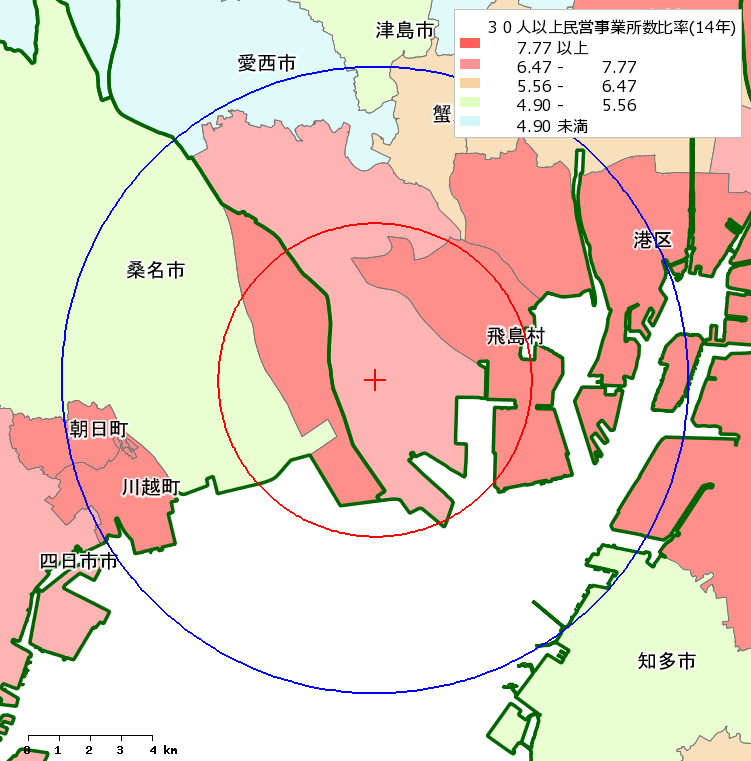 津島市
３０人以上民営事業所数比率(14年)
7.77 以上
愛西市
6.47 - 7.77
5.56 - 6.47
蟹
4.90 - 5.56
4.90 未満
港区
桑名市
飛島村
朝日町
川越町
四日市市
知多市
0 1 2 3 4 km